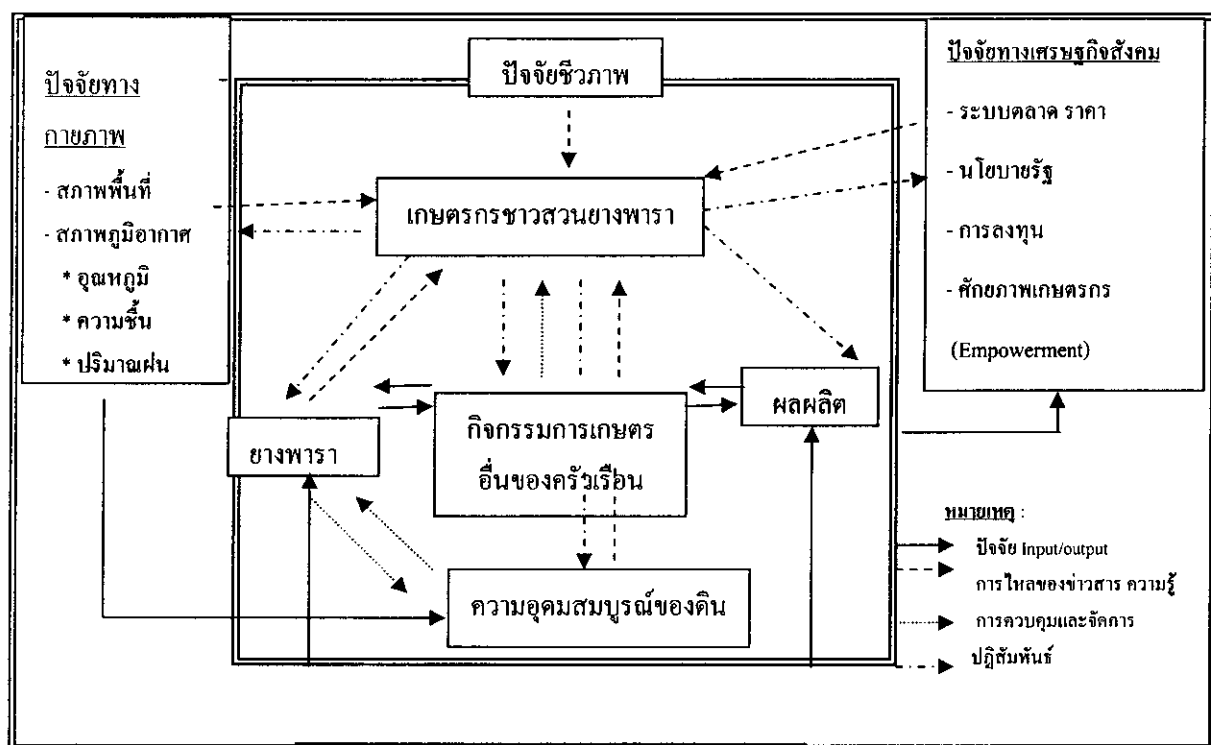 ปัจจัยทาง
กายภาพ
- สภาพพื้นที่
- สภาพภูมิอากาศ
* อุณหภูมิ
* ความชื้น
* ปริมาณฝน
ปัจจัยชีวภาพ
เกษตรกรชาวสวนยางพารา
ยางพารา
กิจกรรมการเกษตร
อื่นของครัวเรือน
ผลผลิต
ความอุดมสมบูรณ์ของดิน
ปัจจัยทางเศรษฐกิจสังคม
- ระบบตลาด ราคา
- นโยบายรัฐ
- การลงทุน
- ศักยภาพเกษตรกร
(Empowerment)
หมายเหตุ :
ปัจจัย Input/output
การไหลของข่าวสาร ความรู้
การควบคุมและจัดการ
ปฏิสัมพันธ์